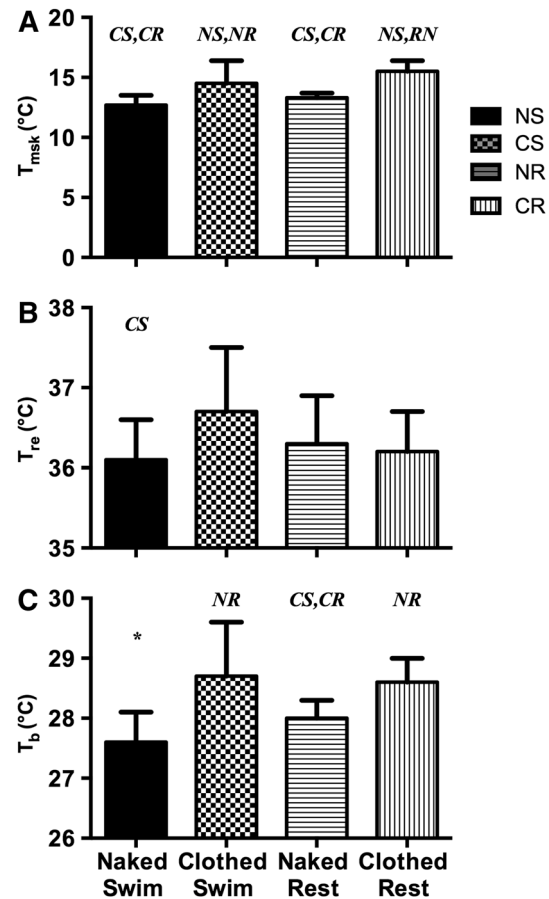 A
20
15
10
5
0
Tmsk (°C)
CS,CR NS,NR CS,CR NS,RN
NS
CS
NR
CR
B
38
37
36
35
Tre (°C)
CS
C
30
29
28
27
26
Tb (°C)
* NR CS,CR NR
Naked Clothed Naked Clothed
Swim Swim Rest Rest